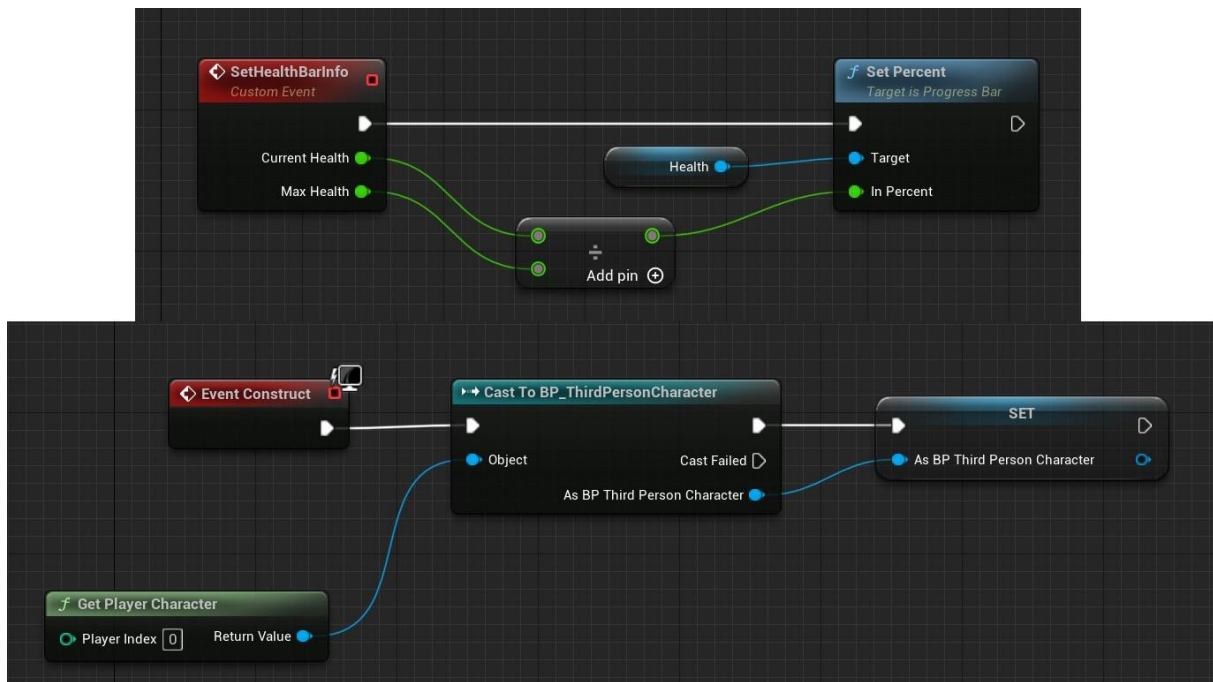 SetHealthBarInfo
Custom Event
Current Health
Max Health
Health
÷
Add pin
f Set Percent
Target is Progress Bar
Target
In Percent
Event Construct
Cast To BP_ThirdPersonCharacter
Object
Cast Failed
As BP Third Person Character
SET
As BP Third Person Character
f Get Player Character
Player Index 0 Return Value